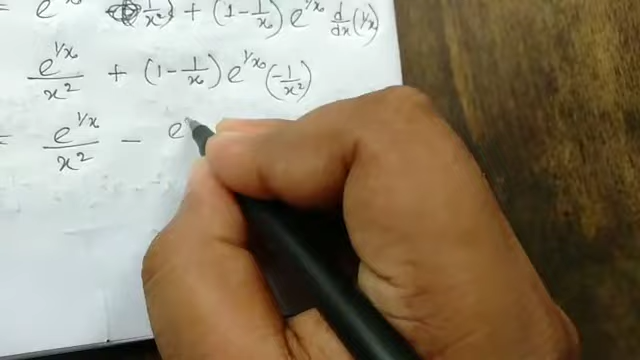 = e^{1/x} (1/x²) + (1 - 1/x) e^{1/x} d/dx (1/x)
e^{1/x}/x² + (1 - 1/x) e^{1/x} (-1/x²)
= e^{1/x}/x² - e